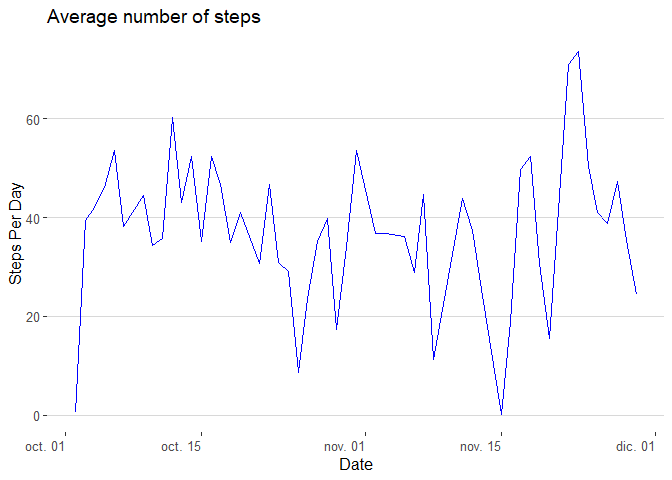 Average number of steps
Steps Per Day
60
40
20
0
oct. 01
oct. 15
nov. 01
nov. 15
dic. 01
Date